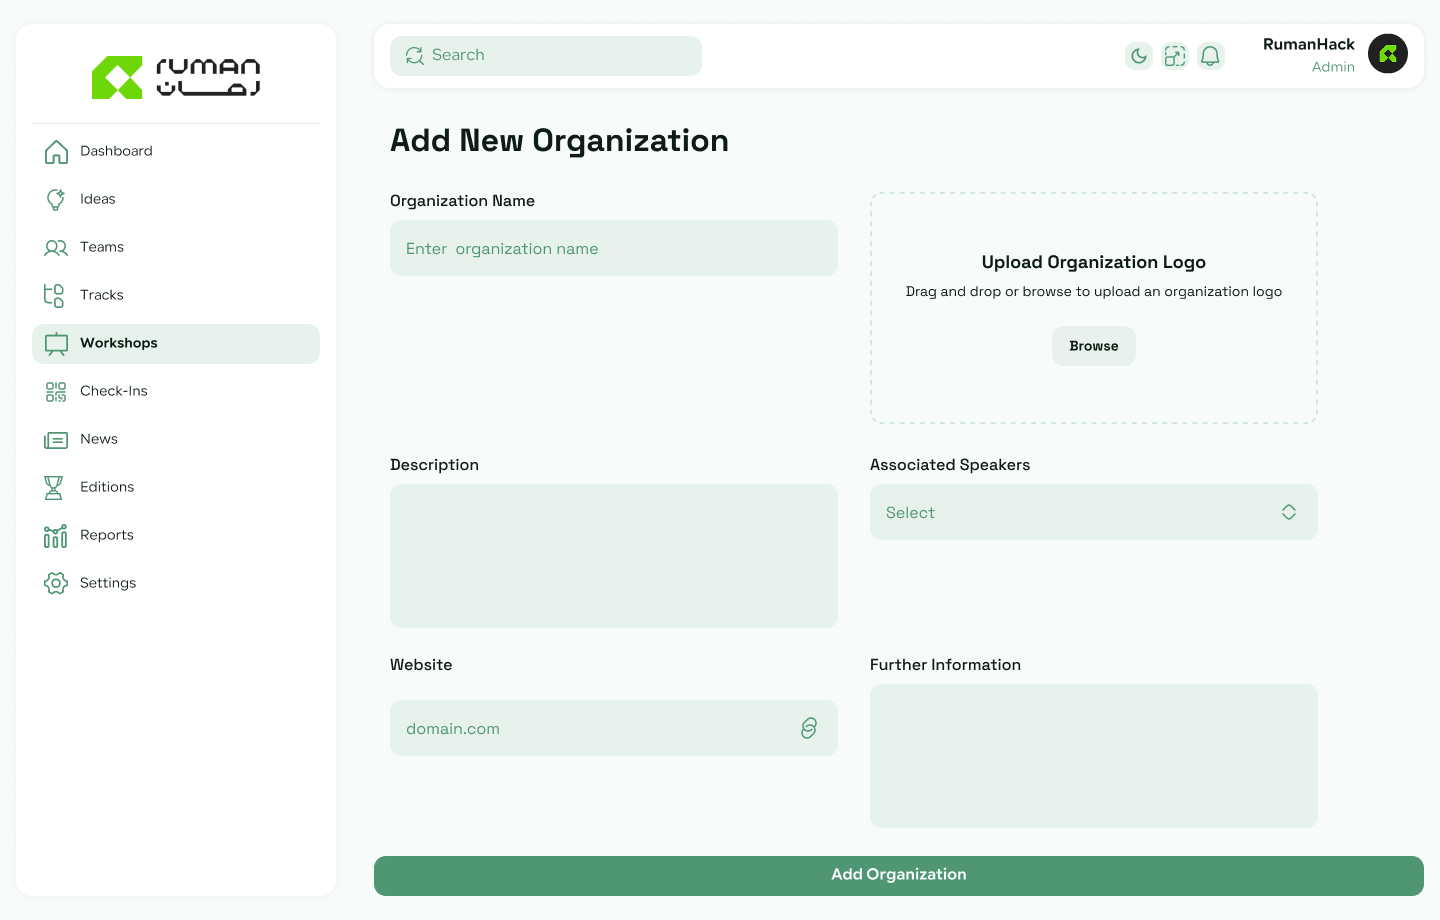 ruman
رمان
Dashboard
Ideas
Teams
Tracks
Workshops
Check-Ins
News
Editions
Reports
Settings
Search
RumanHack
Admin
Add New Organization
Organization Name
Enter  organization name
Upload Organization Logo
Drag and drop or browse to upload an organization logo
Browse
Description
Associated Speakers
Select
Website
domain.com
Further Information
Add Organization